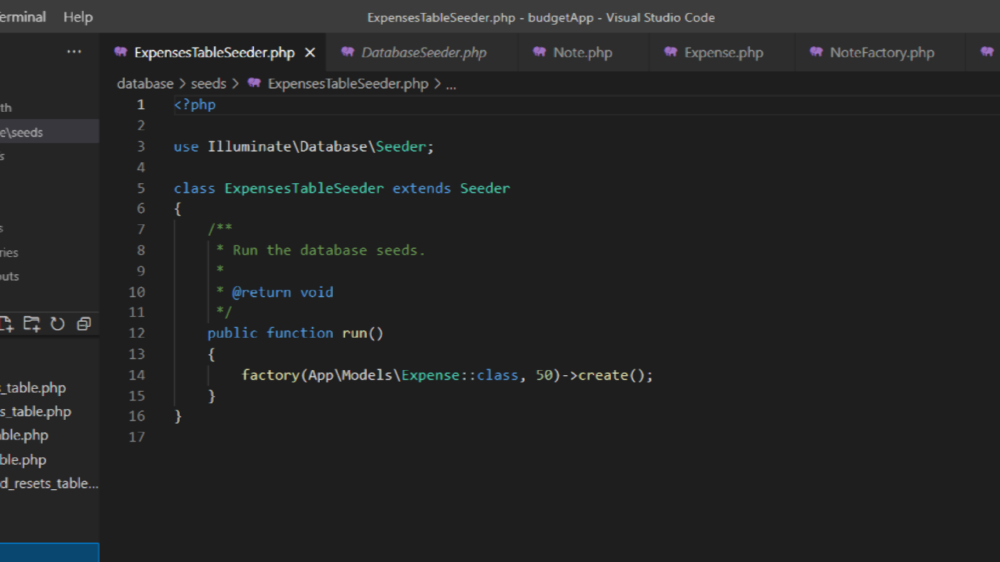 Terminal Help ExpensesTableSeeder.php - budgetApp - Visual Studio Code
ExpensesTableSeeder.php DatabaseSeeder.php Note.php Expense.php NoteFactory.php
database > seeds > ExpensesTableSeeder.php > ...
th
e\seeds
s
s
ries
outs
_table.php
s_table.php
able.php
ble.php
d_resets_table...
1 <?php
2
3 use Illuminate\Database\Seeder;
4
5 class ExpensesTableSeeder extends Seeder
6 {
7 /**
8 * Run the database seeds.
9 *
10 * @return void
11 */
12 public function run()
13 {
14 factory(App\Models\Expense::class, 50)->create();
15 }
16 }
17